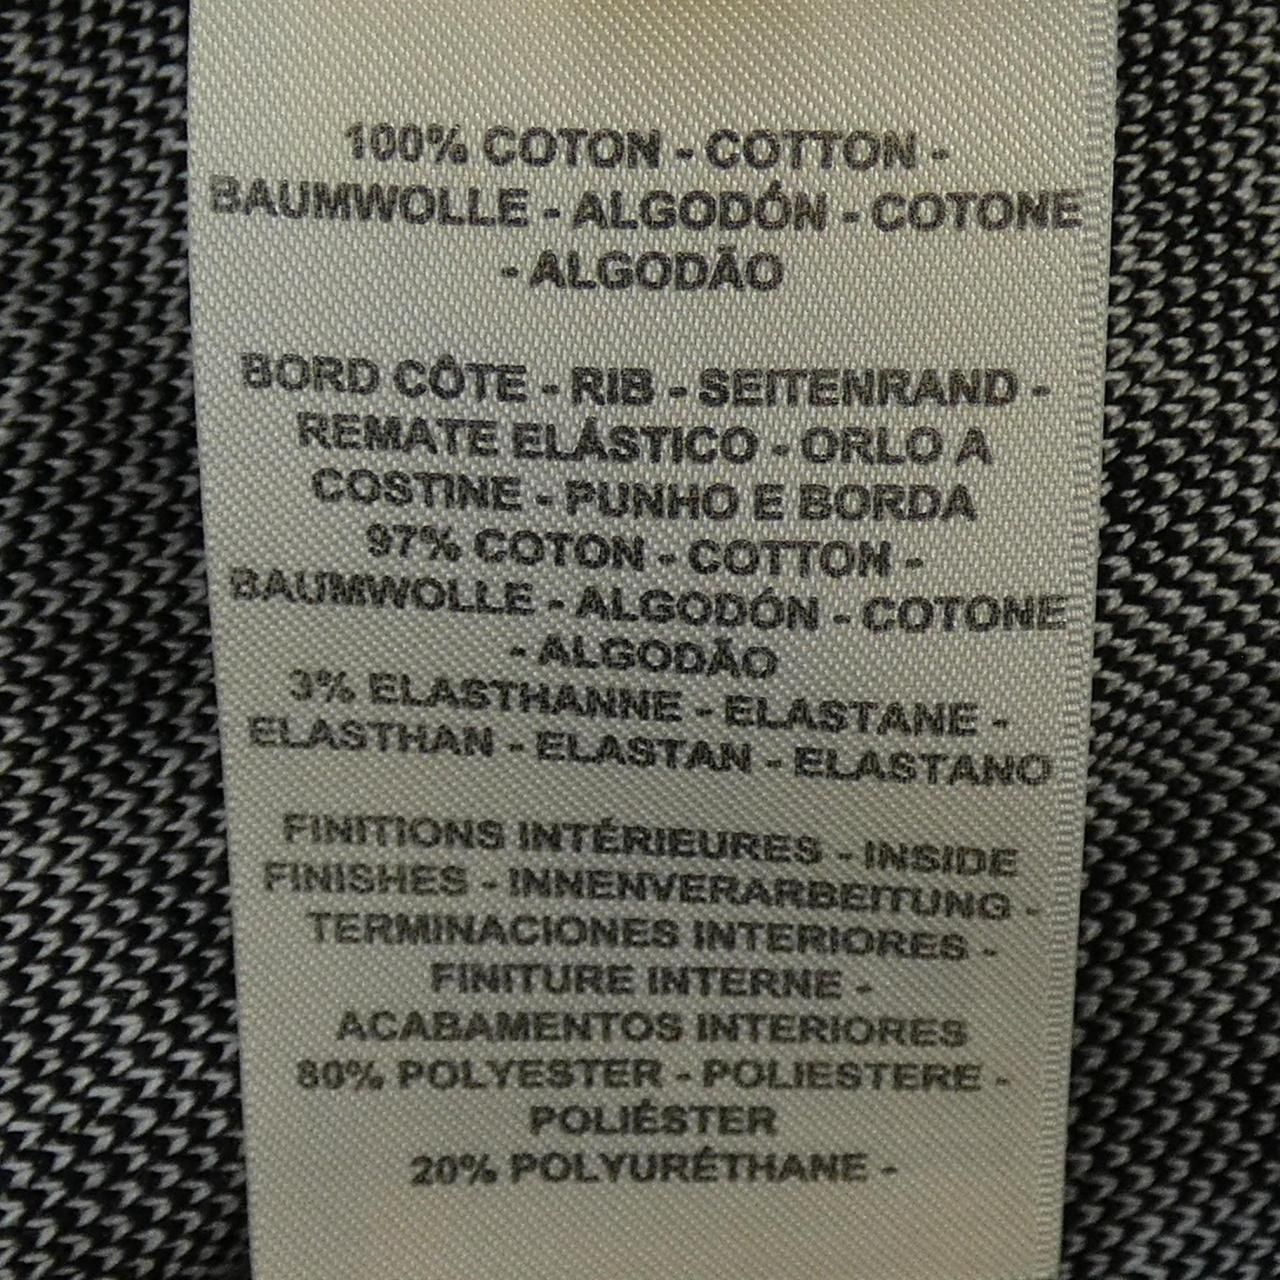 100% COTON - COTTON -
BAUMWOLLE - ALGODÓN - COTONE
- ALGODÃO
BORD CÔTE - RIB - SEITENRAND -
REMATE ELÁSTICO - ORLO A
COSTINE - PUNHO E BORDA
97% COTON - COTTON -
BAUMWOLLE - ALGODÓN - COTONE
- ALGODÃO
3% ELASTHANNE - ELASTANE -
ELASTHAN - ELASTAN - ELASTANO
FINITIONS INTÉRIEURES - INSIDE
FINISHES - INNENVERARBEITUNG -
TERMINACIONES INTERIORES -
FINITURE INTERNE -
ACABAMENTOS INTERIORES
80% POLYESTER - POLIESTERE -
POLIÉSTER
20% POLYURÉTHANE -